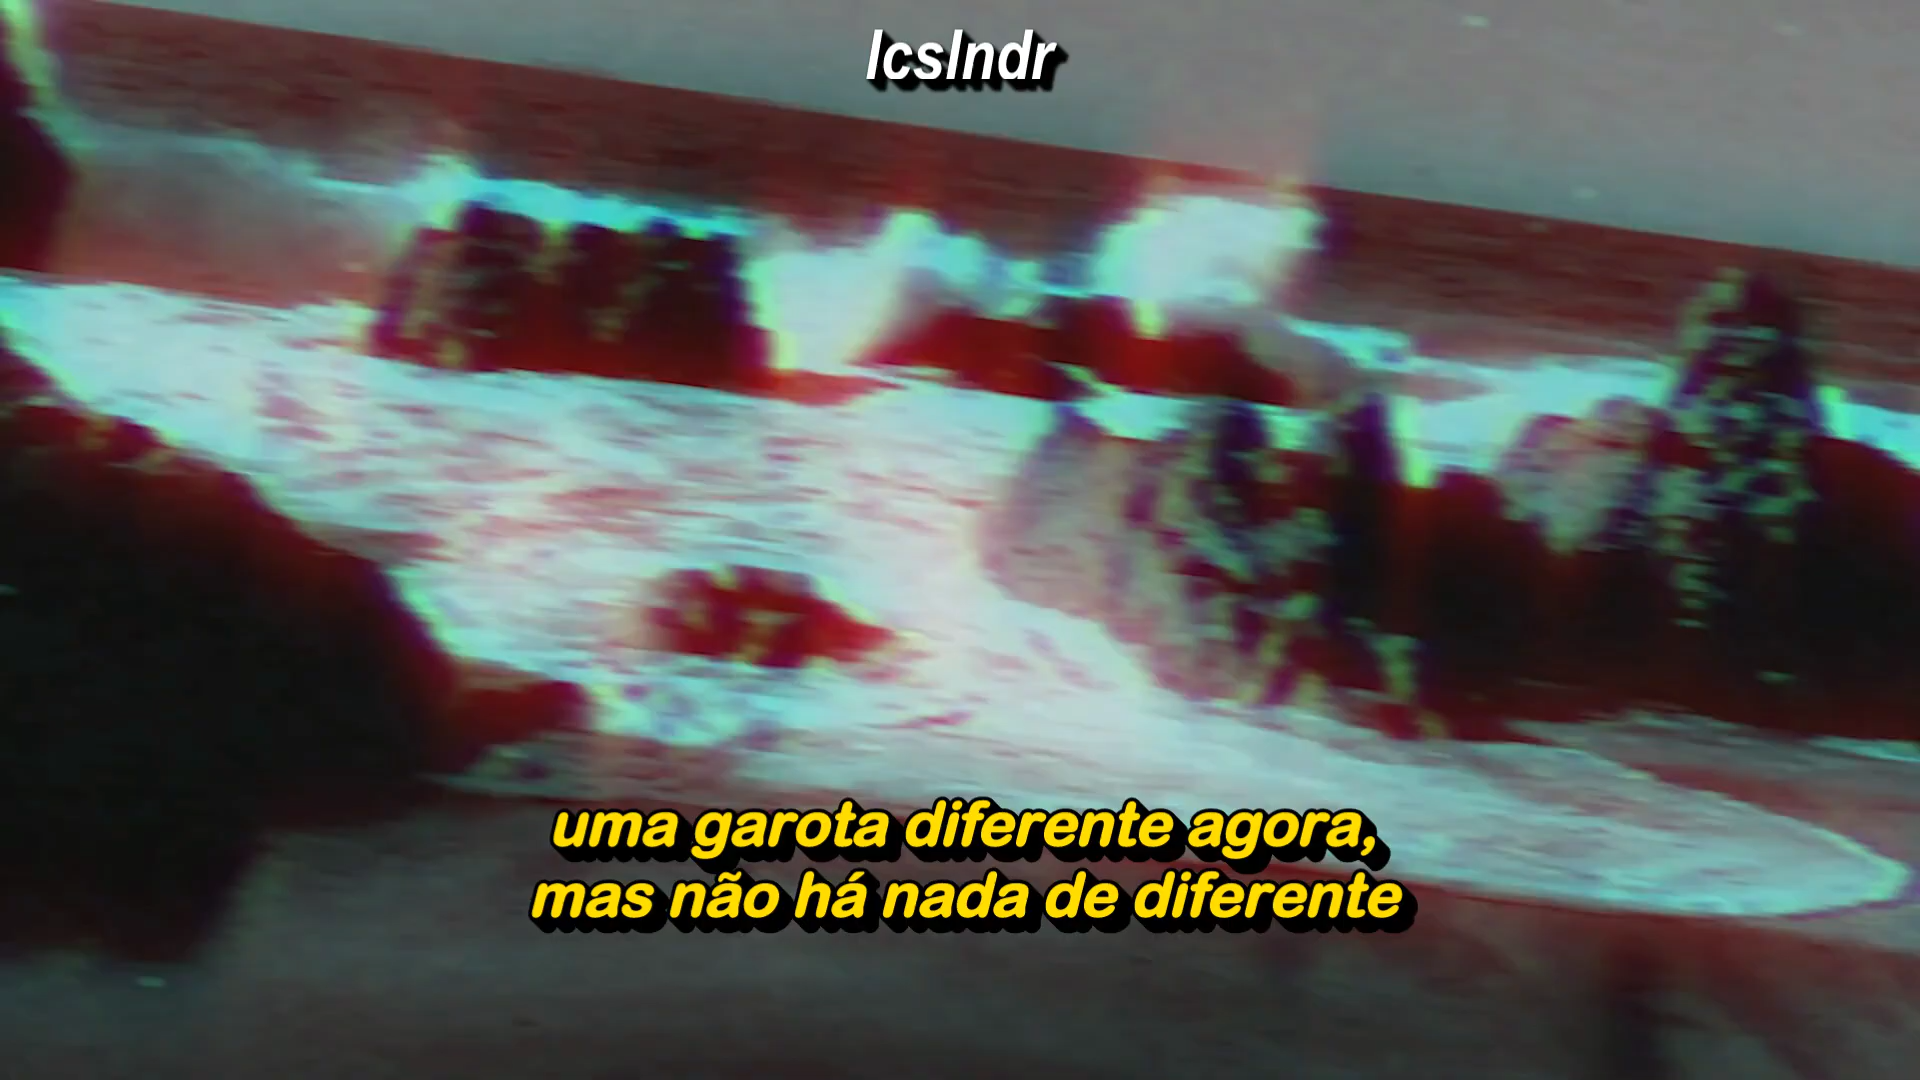 lcslndr
uma garota diferente agora,
mas não há nada de diferente